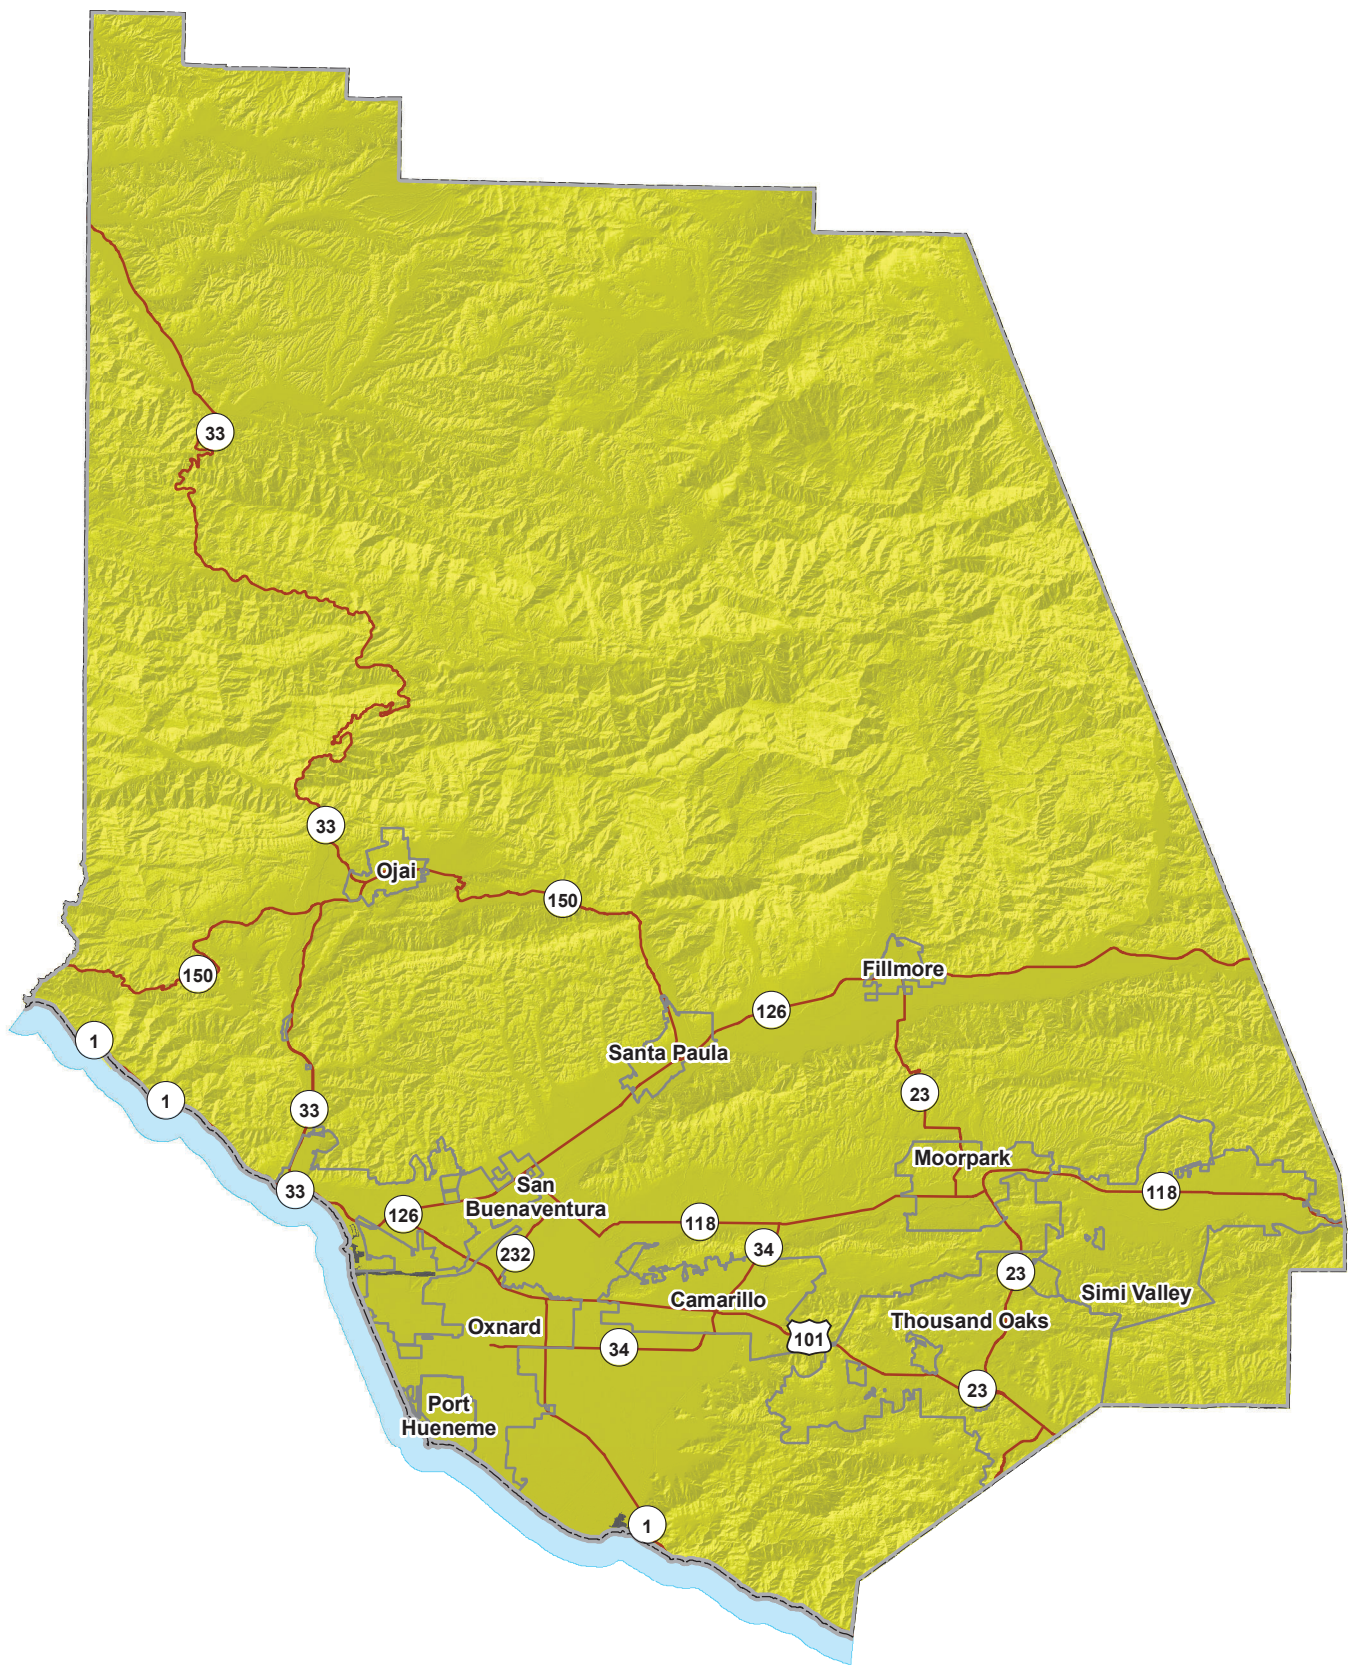 33
33
Ojai
150
150
Fillmore
126
1
Santa Paula
23
1
33
Moorpark
33
San
Buenaventura
118
126
118
232
34
23
Simi Valley
Camarillo
Thousand Oaks
Oxnard
101
34
23
Port
Hueneme
1